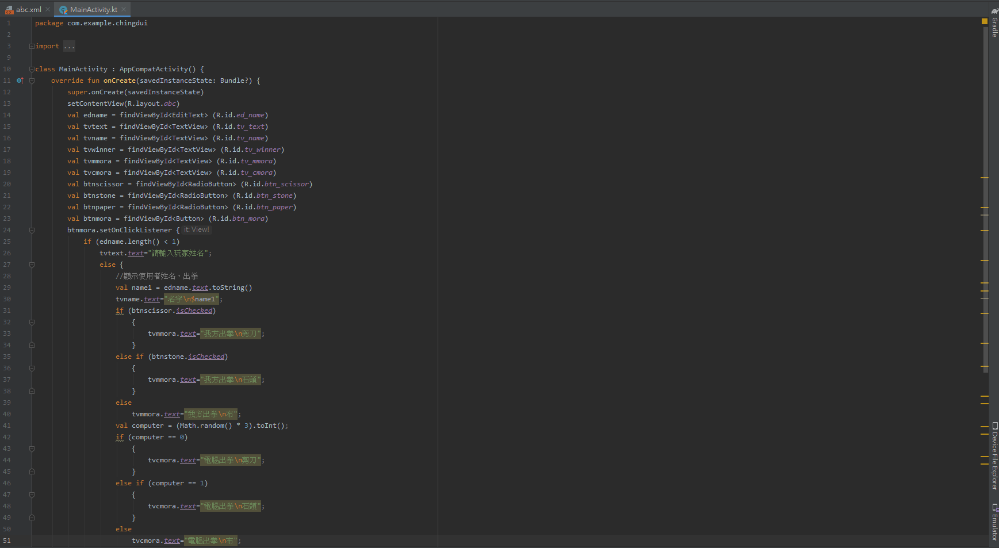 abc.xml MainActivity.kt
1 package com.example.chingdui
2
3 import ...
9
10 class MainActivity : AppCompatActivity() {
11 override fun onCreate(savedInstanceState: Bundle?) {
12 super.onCreate(savedInstanceState)
13 setContentView(R.layout.abc)
14 val edname = findViewById<EditText> (R.id.ed_name)
15 val tvtext = findViewById<TextView> (R.id.tv_text)
16 val tvname = findViewById<TextView> (R.id.tv_name)
17 val tvwinner = findViewById<TextView> (R.id.tv_winner)
18 val tvmmora = findViewById<TextView> (R.id.tv_mmora)
19 val tvcmora = findViewById<TextView> (R.id.tv_cmora)
20 val btnscissor = findViewById<RadioButton> (R.id.btn_scissor)
21 val btnstone = findViewById<RadioButton> (R.id.btn_stone)
22 val btnpaper = findViewById<RadioButton> (R.id.btn_paper)
23 val btnmora = findViewById<Button> (R.id.btn_mora)
24 btnmora.setOnClickListener { it: View!
25 if (edname.length() < 1)
26 tvtext.text="請輸入玩家姓名";
27 else {
28 //顯示使用者姓名、出拳
29 val name1 = edname.text.toString()
30 tvname.text="名字\n$name1";
31 if (btnscissor.isChecked)
32 {
33 tvmmora.text="我方出拳\n剪刀";
34 }
35 else if (btnstone.isChecked)
36 {
37 tvmmora.text="我方出拳\n石頭";
38 }
39 else
40 tvmmora.text="我方出拳\n布";
41 val computer = (Math.random() * 3).toInt();
42 if (computer == 0)
43 {
44 tvcmora.text="電腦出拳\n剪刀";
45 }
46 else if (computer == 1)
47 {
48 tvcmora.text="電腦出拳\n石頭";
49 }
50 else
51 tvcmora.text="電腦出拳\n布";
Gradle
Device File Explorer
Emulator